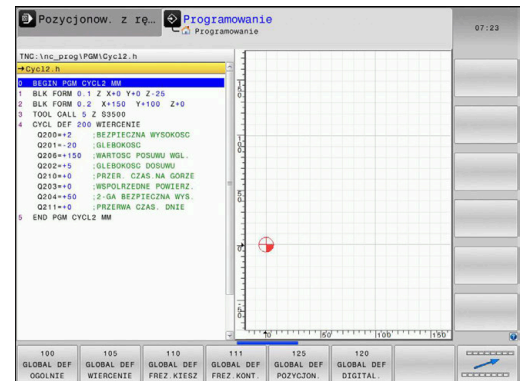 Pozycjonow. z rę…
Programowanie
Programowanie
07:23
TNC:\nc_prog\PGM\Cycl2.h
→Cycl2.h
0 BEGIN PGM CYCL2 MM
1 BLK FORM 0.1 Z X+0 Y+0 Z-25
2 BLK FORM 0.2 X+150 Y+100 Z+0
3 TOOL CALL 5 Z S3500
4 CYCL DEF 200 WIERCENIE
Q200=+2 ;BEZPIECZNA WYSOKOSC
Q201=-20 ;GLEBOKOSC
Q206=+150 ;WARTOSC POSUWU WGL.
Q202=+5 ;GLEBOKOSC DOSUWU
Q210=+0 ;PRZER. CZAS.NA GORZE
Q203=+0 ;WSPOLRZEDNE POWIERZ.
Q204=+50 ;2-GA BEZPIECZNA WYS.
Q211=+0 ;PRZERWA CZAS. DNIE
5 END PGM CYCL2 MM
0 50 100 150
100 GLOBAL DEF OGOLNIE
105 GLOBAL DEF WIERCENIE
110 GLOBAL DEF FREZ.KIESZ
111 GLOBAL DEF FREZ.KONT.
125 GLOBAL DEF POZYCJON.
120 GLOBAL DEF DIGITAL.